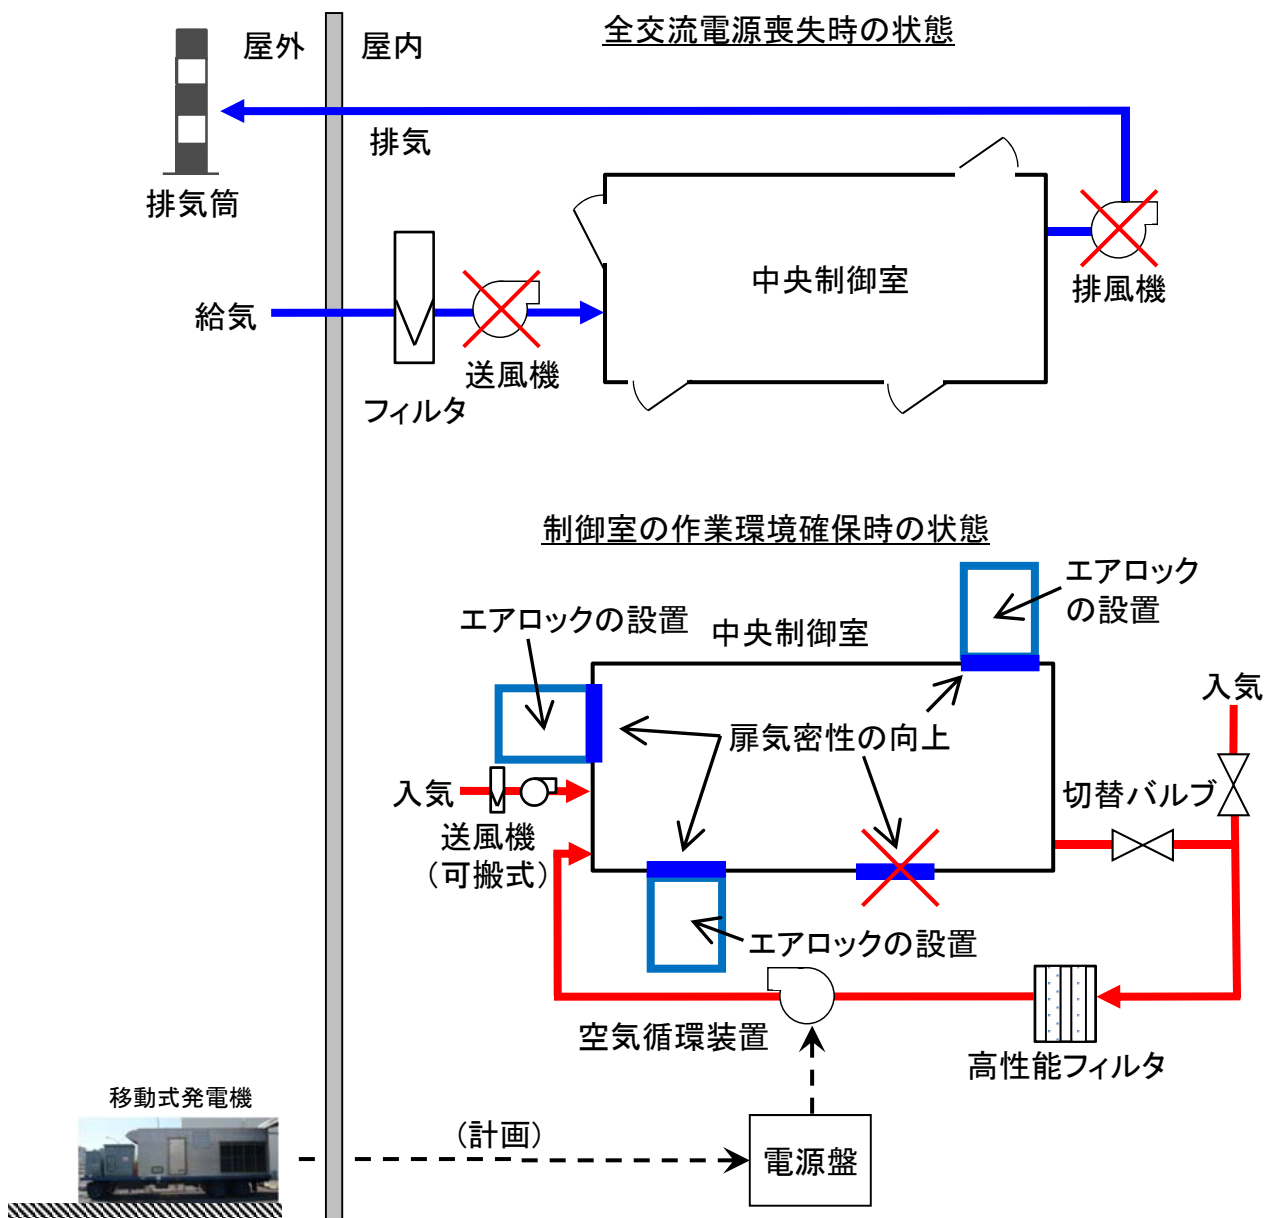 全交流電源喪失時の状態
屋外
屋内
排気
排気筒
中央制御室
排風機
給気
送風機
フィルタ
制御室の作業環境確保時の状態
エアロック
の設置
エアロックの設置
中央制御室
入気
扉気密性の向上
入気
切替バルブ
送風機
（可搬式）
エアロックの設置
空気循環装置
高性能フィルタ
移動式発電機
（計画）
電源盤